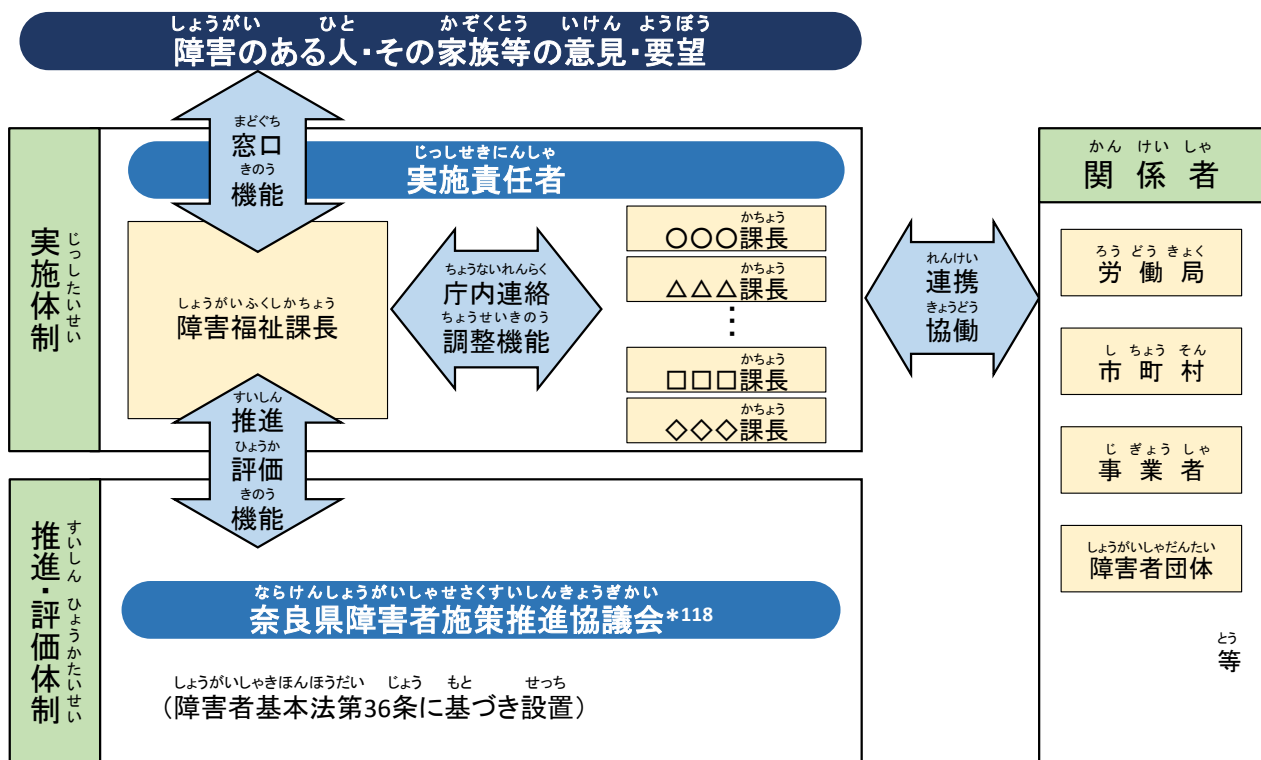 しょうがい ひと かぞくとう いけん ようぼう
障害のある人・その家族等の意見・要望
まどぐち
窓口
きのう
機能
じっしたいせい
実施体制
じっしせきにんしゃ
実施責任者
しょうがいふくしかちょう
障害福祉課長
ちょうないれんらく
庁内連絡
ちょうせいきのう
調整機能
かちょう
○○○課長
かちょう
△△△課長
⋮
かちょう
□□□課長
かちょう
◇◇◇課長
れんけい
連携
きょうどう
協働
かん けい しゃ
関係者
ろう どう きょく
労働局
し ちょう そん
市町村
じ ぎょう しゃ
事業者
しょうがいしゃだんたい
障害者団体
とう
等
すいしん
推進
ひょうか
評価
きのう
機能
すいしん ひょうかたいせい
推進・評価体制
ならけんしょうがいしゃせさくすいしんきょうぎかい
奈良県障害者施策推進協議会*118
しょうがいしゃきほんほうだい じょう もと せっち
（障害者基本法第36条に基づき設置）